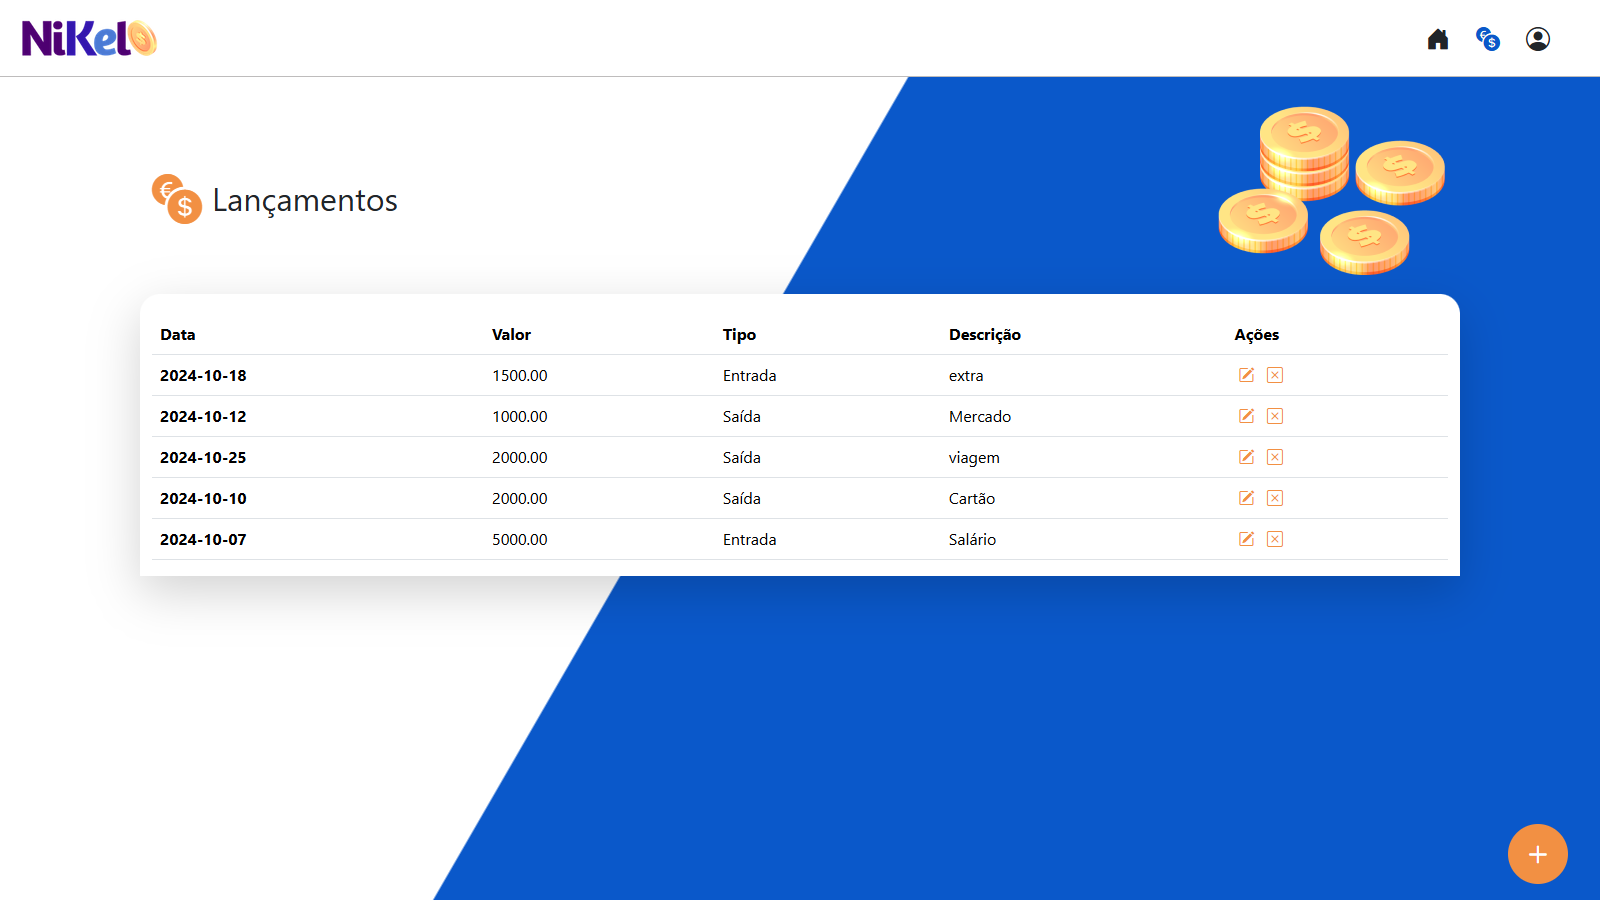 NiKel
Lançamentos
Data Valor Tipo Descrição Ações
2024-10-18 1500.00 Entrada extra
2024-10-12 1000.00 Saída Mercado
2024-10-25 2000.00 Saída viagem
2024-10-10 2000.00 Saída Cartão
2024-10-07 5000.00 Entrada Salário
+